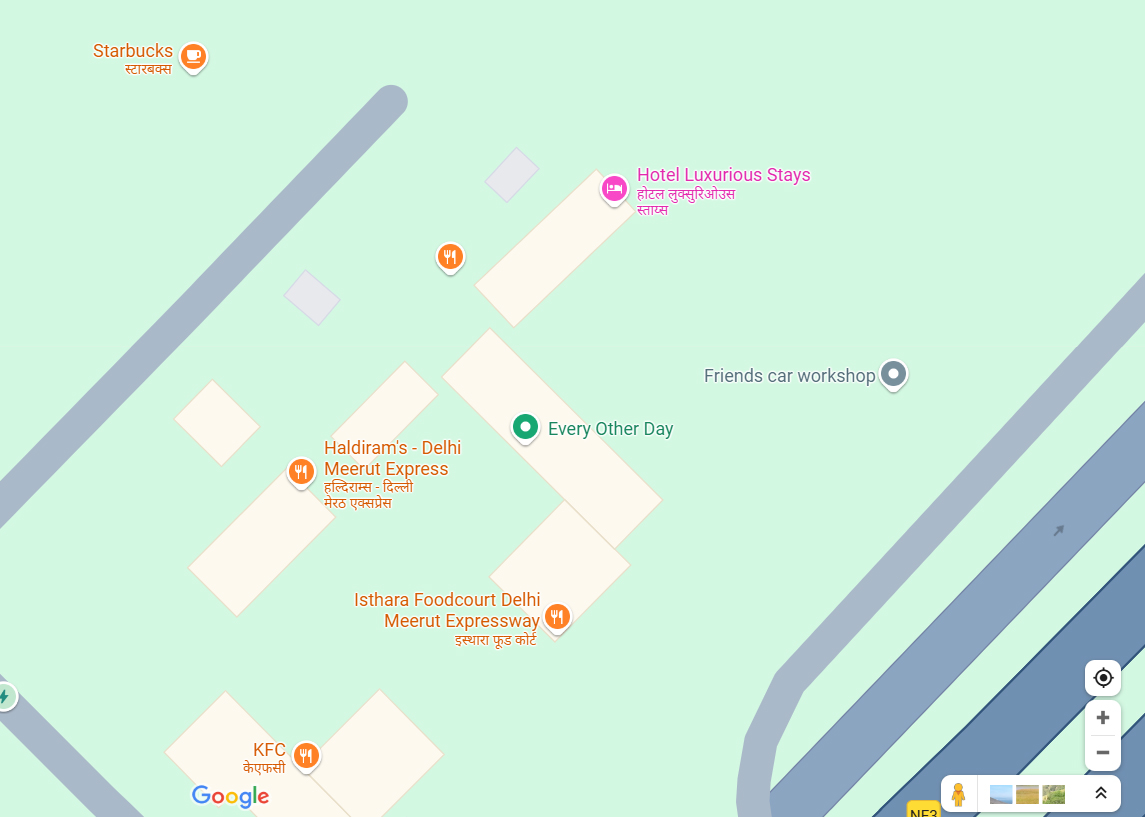 Starbucks
स्टारबक्स
Hotel Luxurious Stays
होटल लुक्सुरिओउस
स्ताय्स
Friends car workshop
Every Other Day
Haldiram's - Delhi
Meerut Express
हल्दिराम्स - दिल्ली
मेरठ एक्सप्रेस
Isthara Foodcourt Delhi
Meerut Expressway
इस्थारा फूड कोर्ट
KFC
केएफसी
Google
NE3